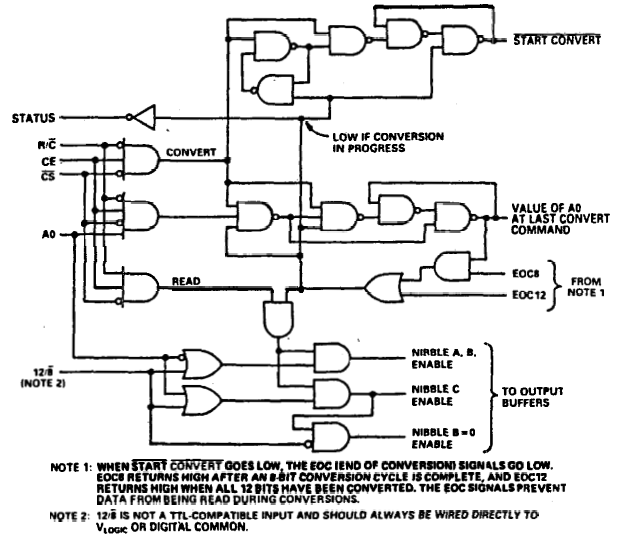 START CONVERT
STATUS
LOW IF CONVERSION
IN PROGRESS
R/C
CE
CS
CONVERT
A0
VALUE OF A0
AT LAST CONVERT
COMMAND
READ
EOC8
EOC12
FROM
NOTE 1
12/8
(NOTE 2)
NIBBLE A, B,
ENABLE
NIBBLE C
ENABLE
NIBBLE B = 0
ENABLE
TO OUTPUT
BUFFERS
NOTE 1: WHEN START CONVERT GOES LOW, THE EOC (END OF CONVERSION) SIGNALS GO LOW.
EOC8 RETURNS HIGH AFTER AN 8-BIT CONVERSION CYCLE IS COMPLETE, AND EOC12
RETURNS HIGH WHEN ALL 12 BITS HAVE BEEN CONVERTED. THE EOC SIGNALS PREVENT
DATA FROM BEING READ DURING CONVERSIONS.
NOTE 2: 12/8 IS NOT A TTL-COMPATIBLE INPUT AND SHOULD ALWAYS BE WIRED DIRECTLY TO
VLOGIC OR DIGITAL COMMON.